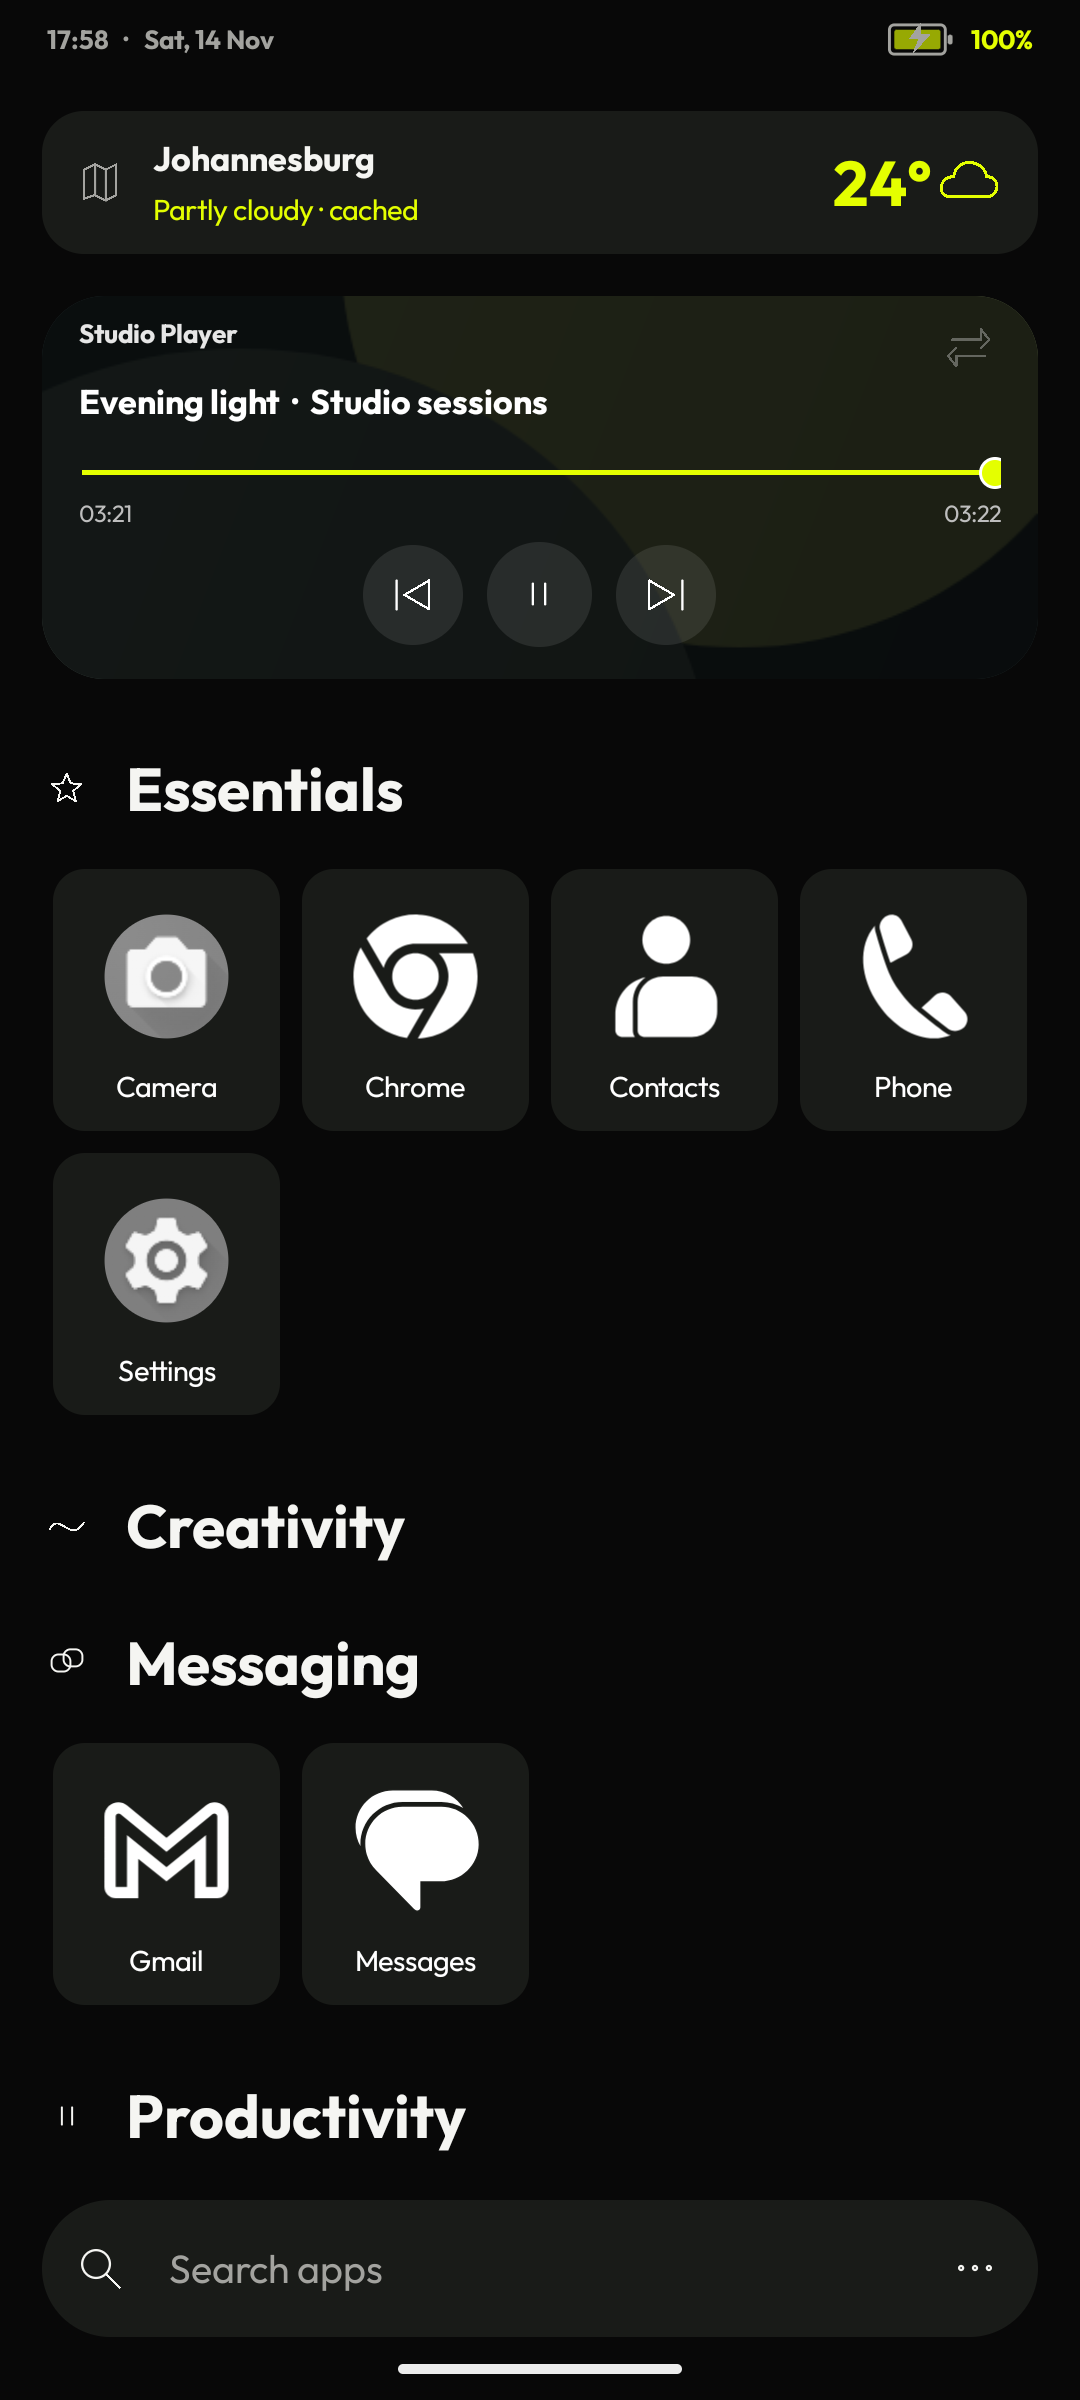 17:58 · Sat, 14 Nov
100%
Johannesburg
Partly cloudy · cached
24°
Studio Player
Evening light · Studio sessions
03:21
03:22
Essentials
Camera
Chrome
Contacts
Phone
Settings
Creativity
Messaging
Gmail
Messages
Productivity
Search apps